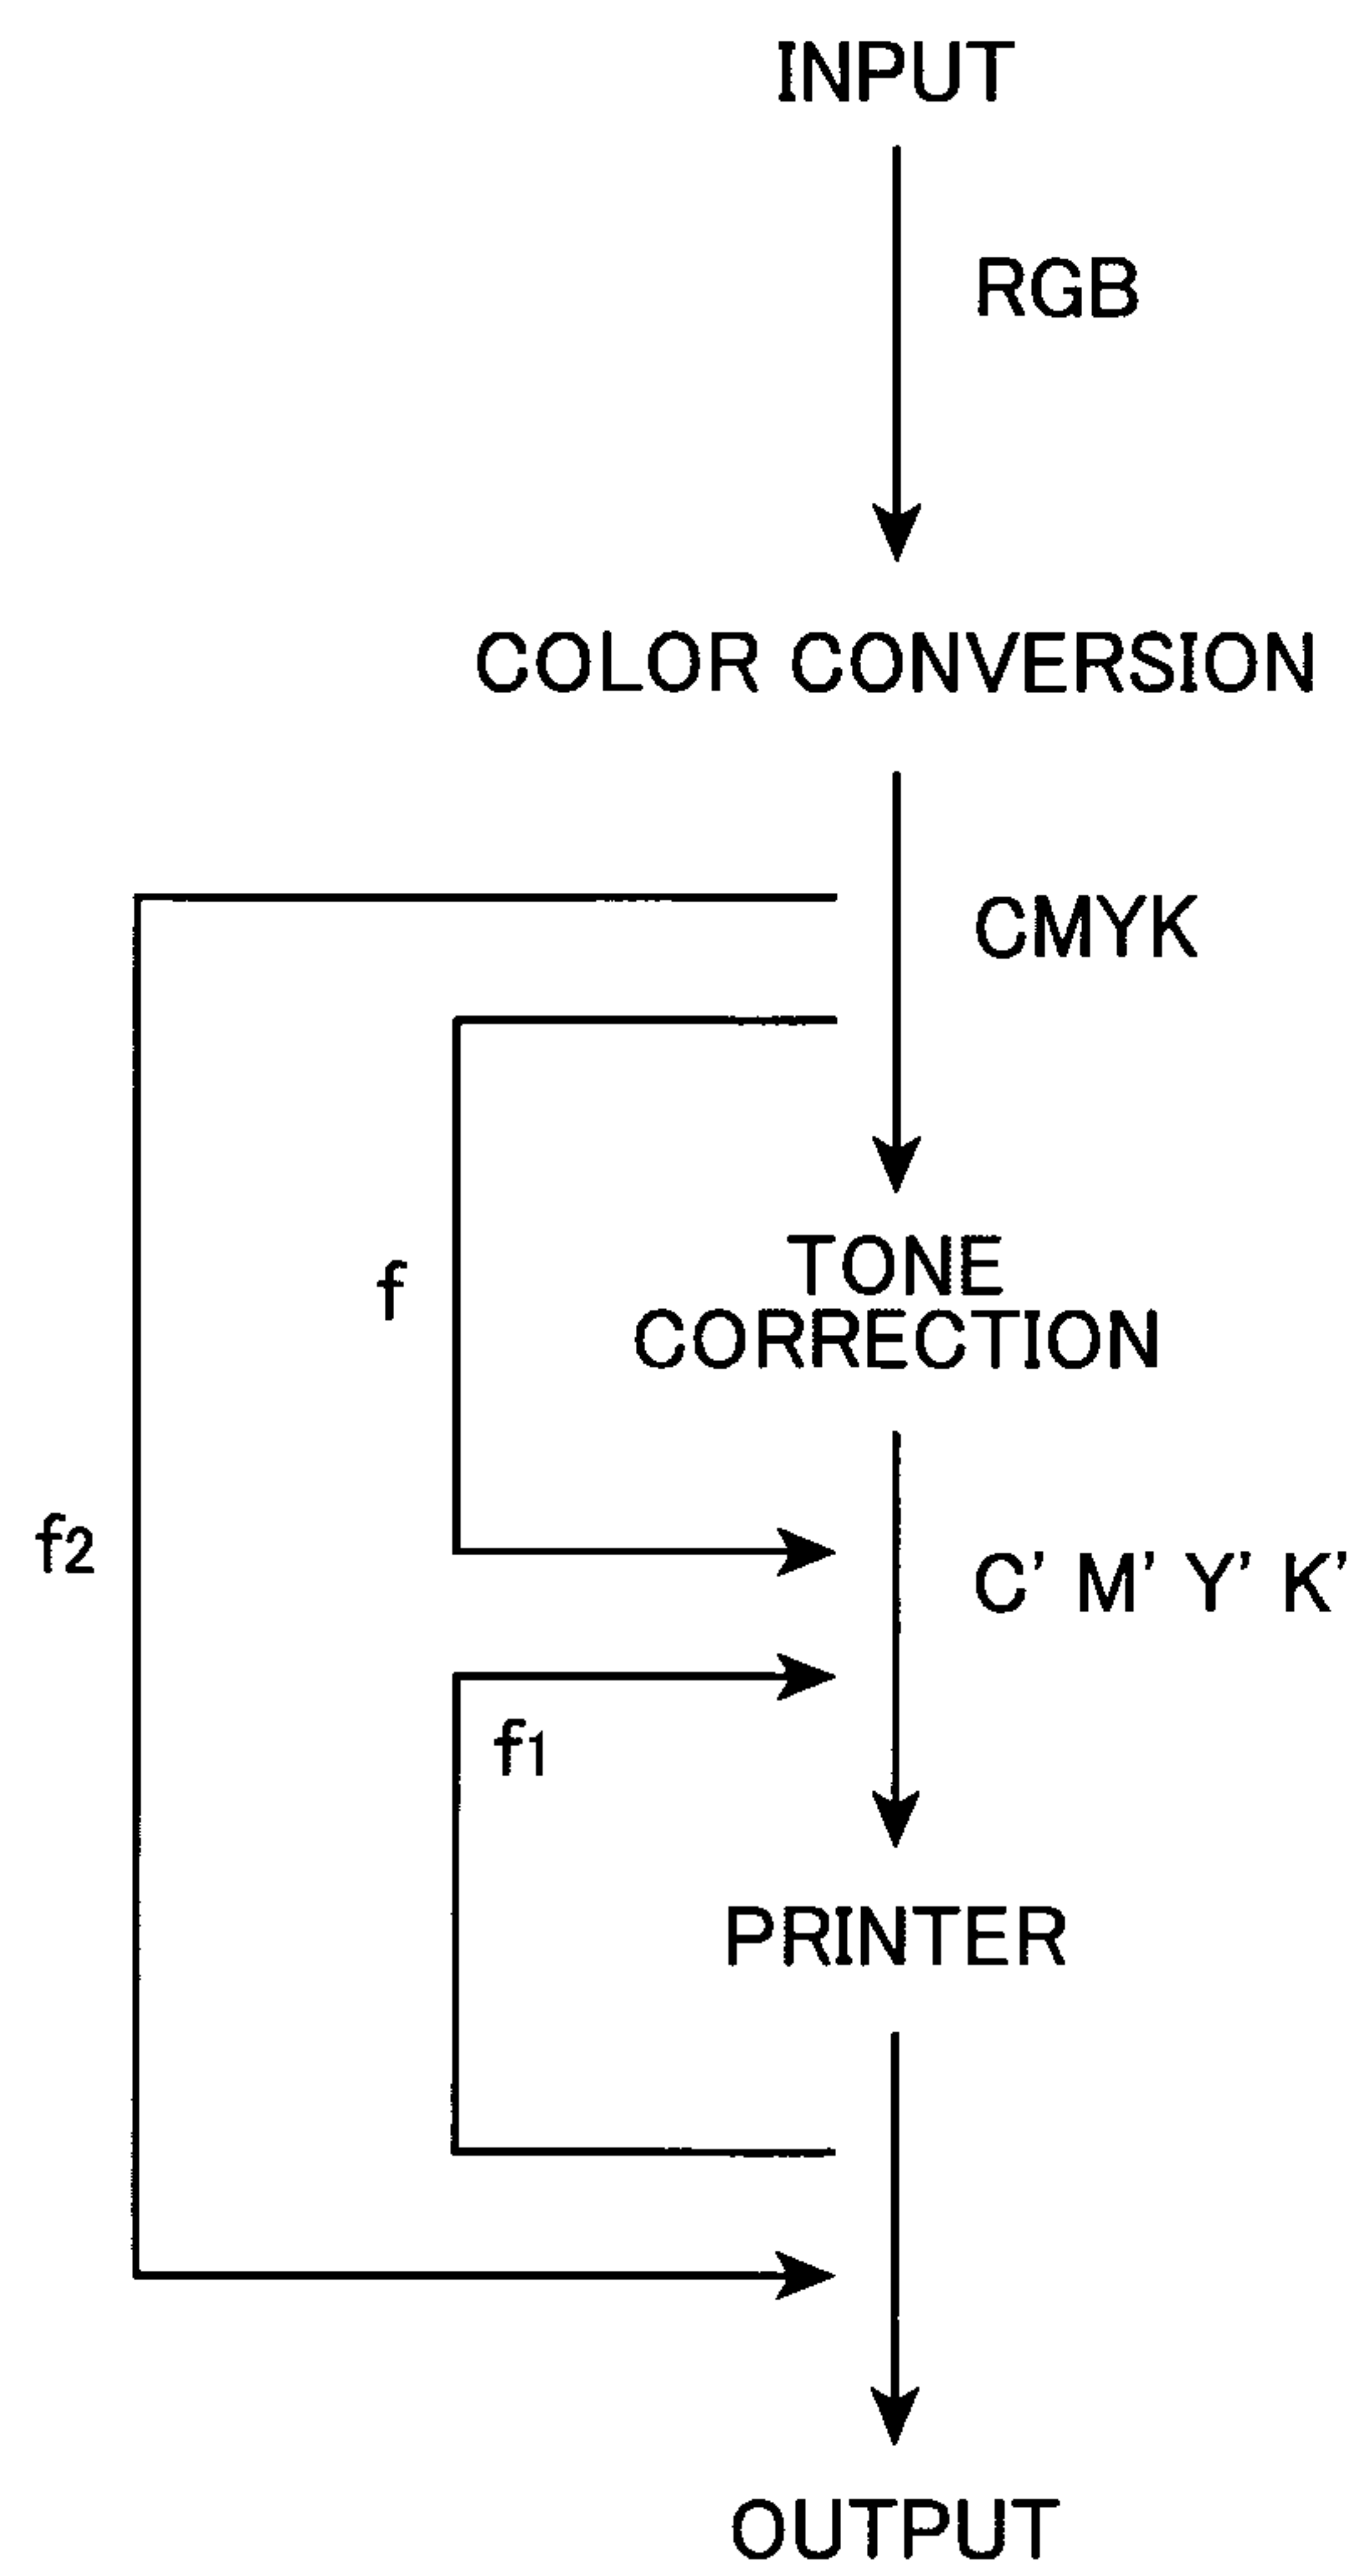 INPUT
RGB
COLOR CONVERSION
CMYK
TONE
CORRECTION
f
f2
C' M' Y' K'
f1
PRINTER
OUTPUT